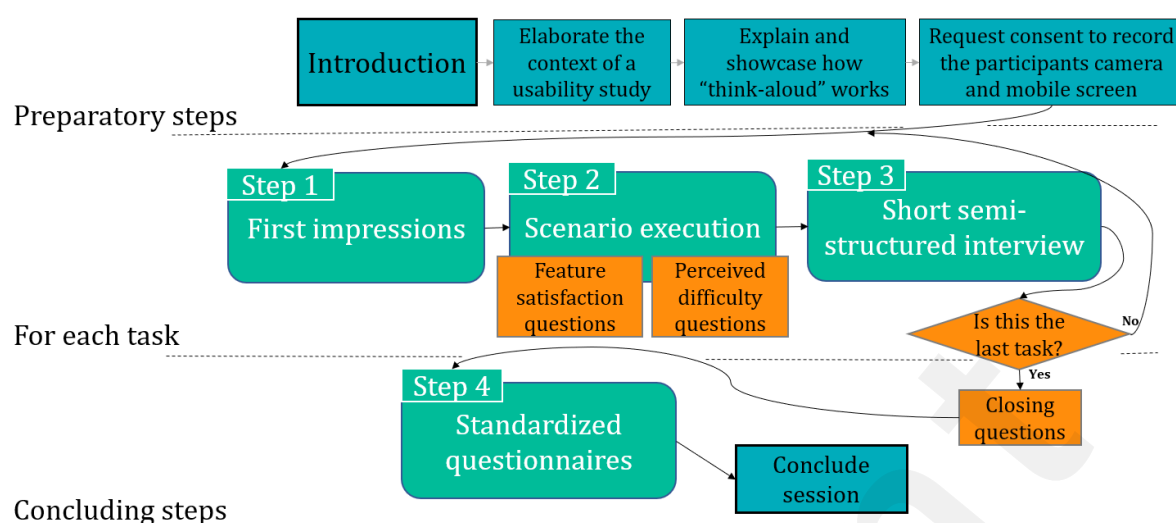 Introduction
Elaborate the
context of a
usability study
Explain and
showcase how
“think-aloud” works
Request consent to record
the participants camera
and mobile screen
Preparatory steps
Step 1
First impressions
Step 2
Scenario execution
Feature
satisfaction
questions
Perceived
difficulty
questions
Step 3
Short semi-
structured interview
Is this the
last task?
No
Yes
For each task
Closing
questions
Step 4
Standardized
questionnaires
Conclude
session
Concluding steps